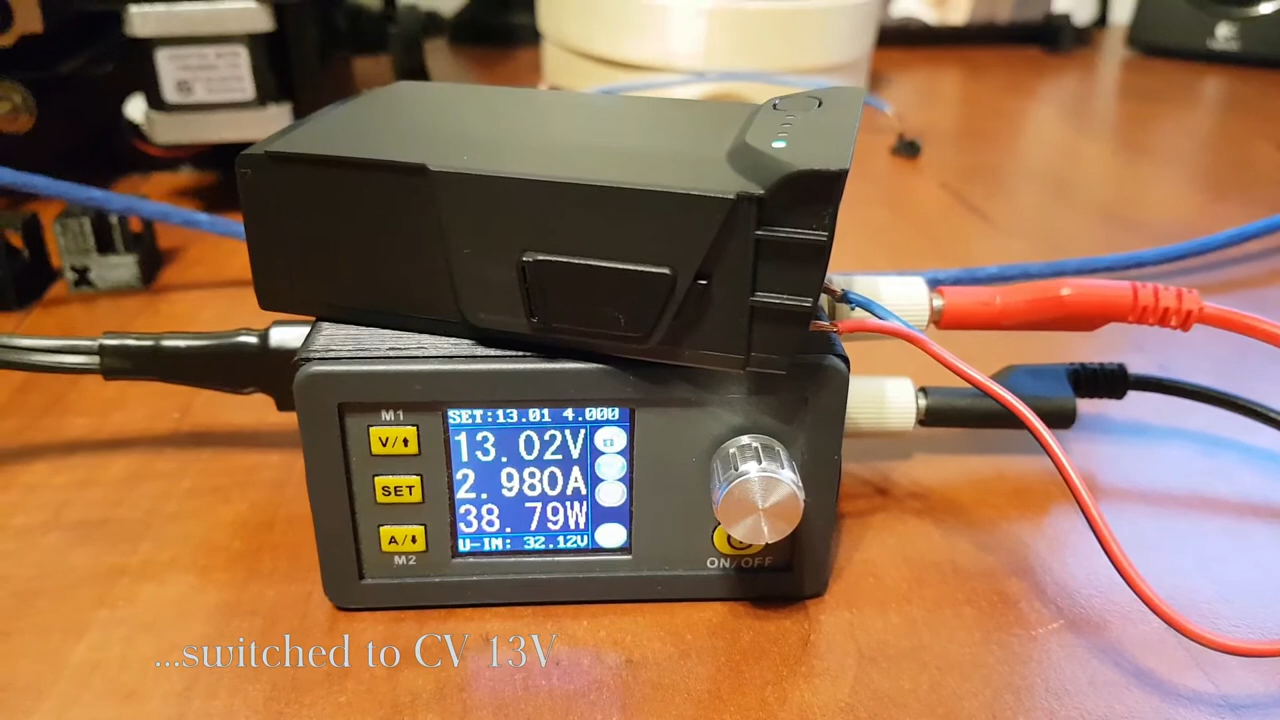 M1
V/⬆
SET
A/⬇
M2
SET:13.01 4.000
13.02V
2.980A
38.79W
U-IN: 32.12V
ON/OFF
X
...switched to CV 13V